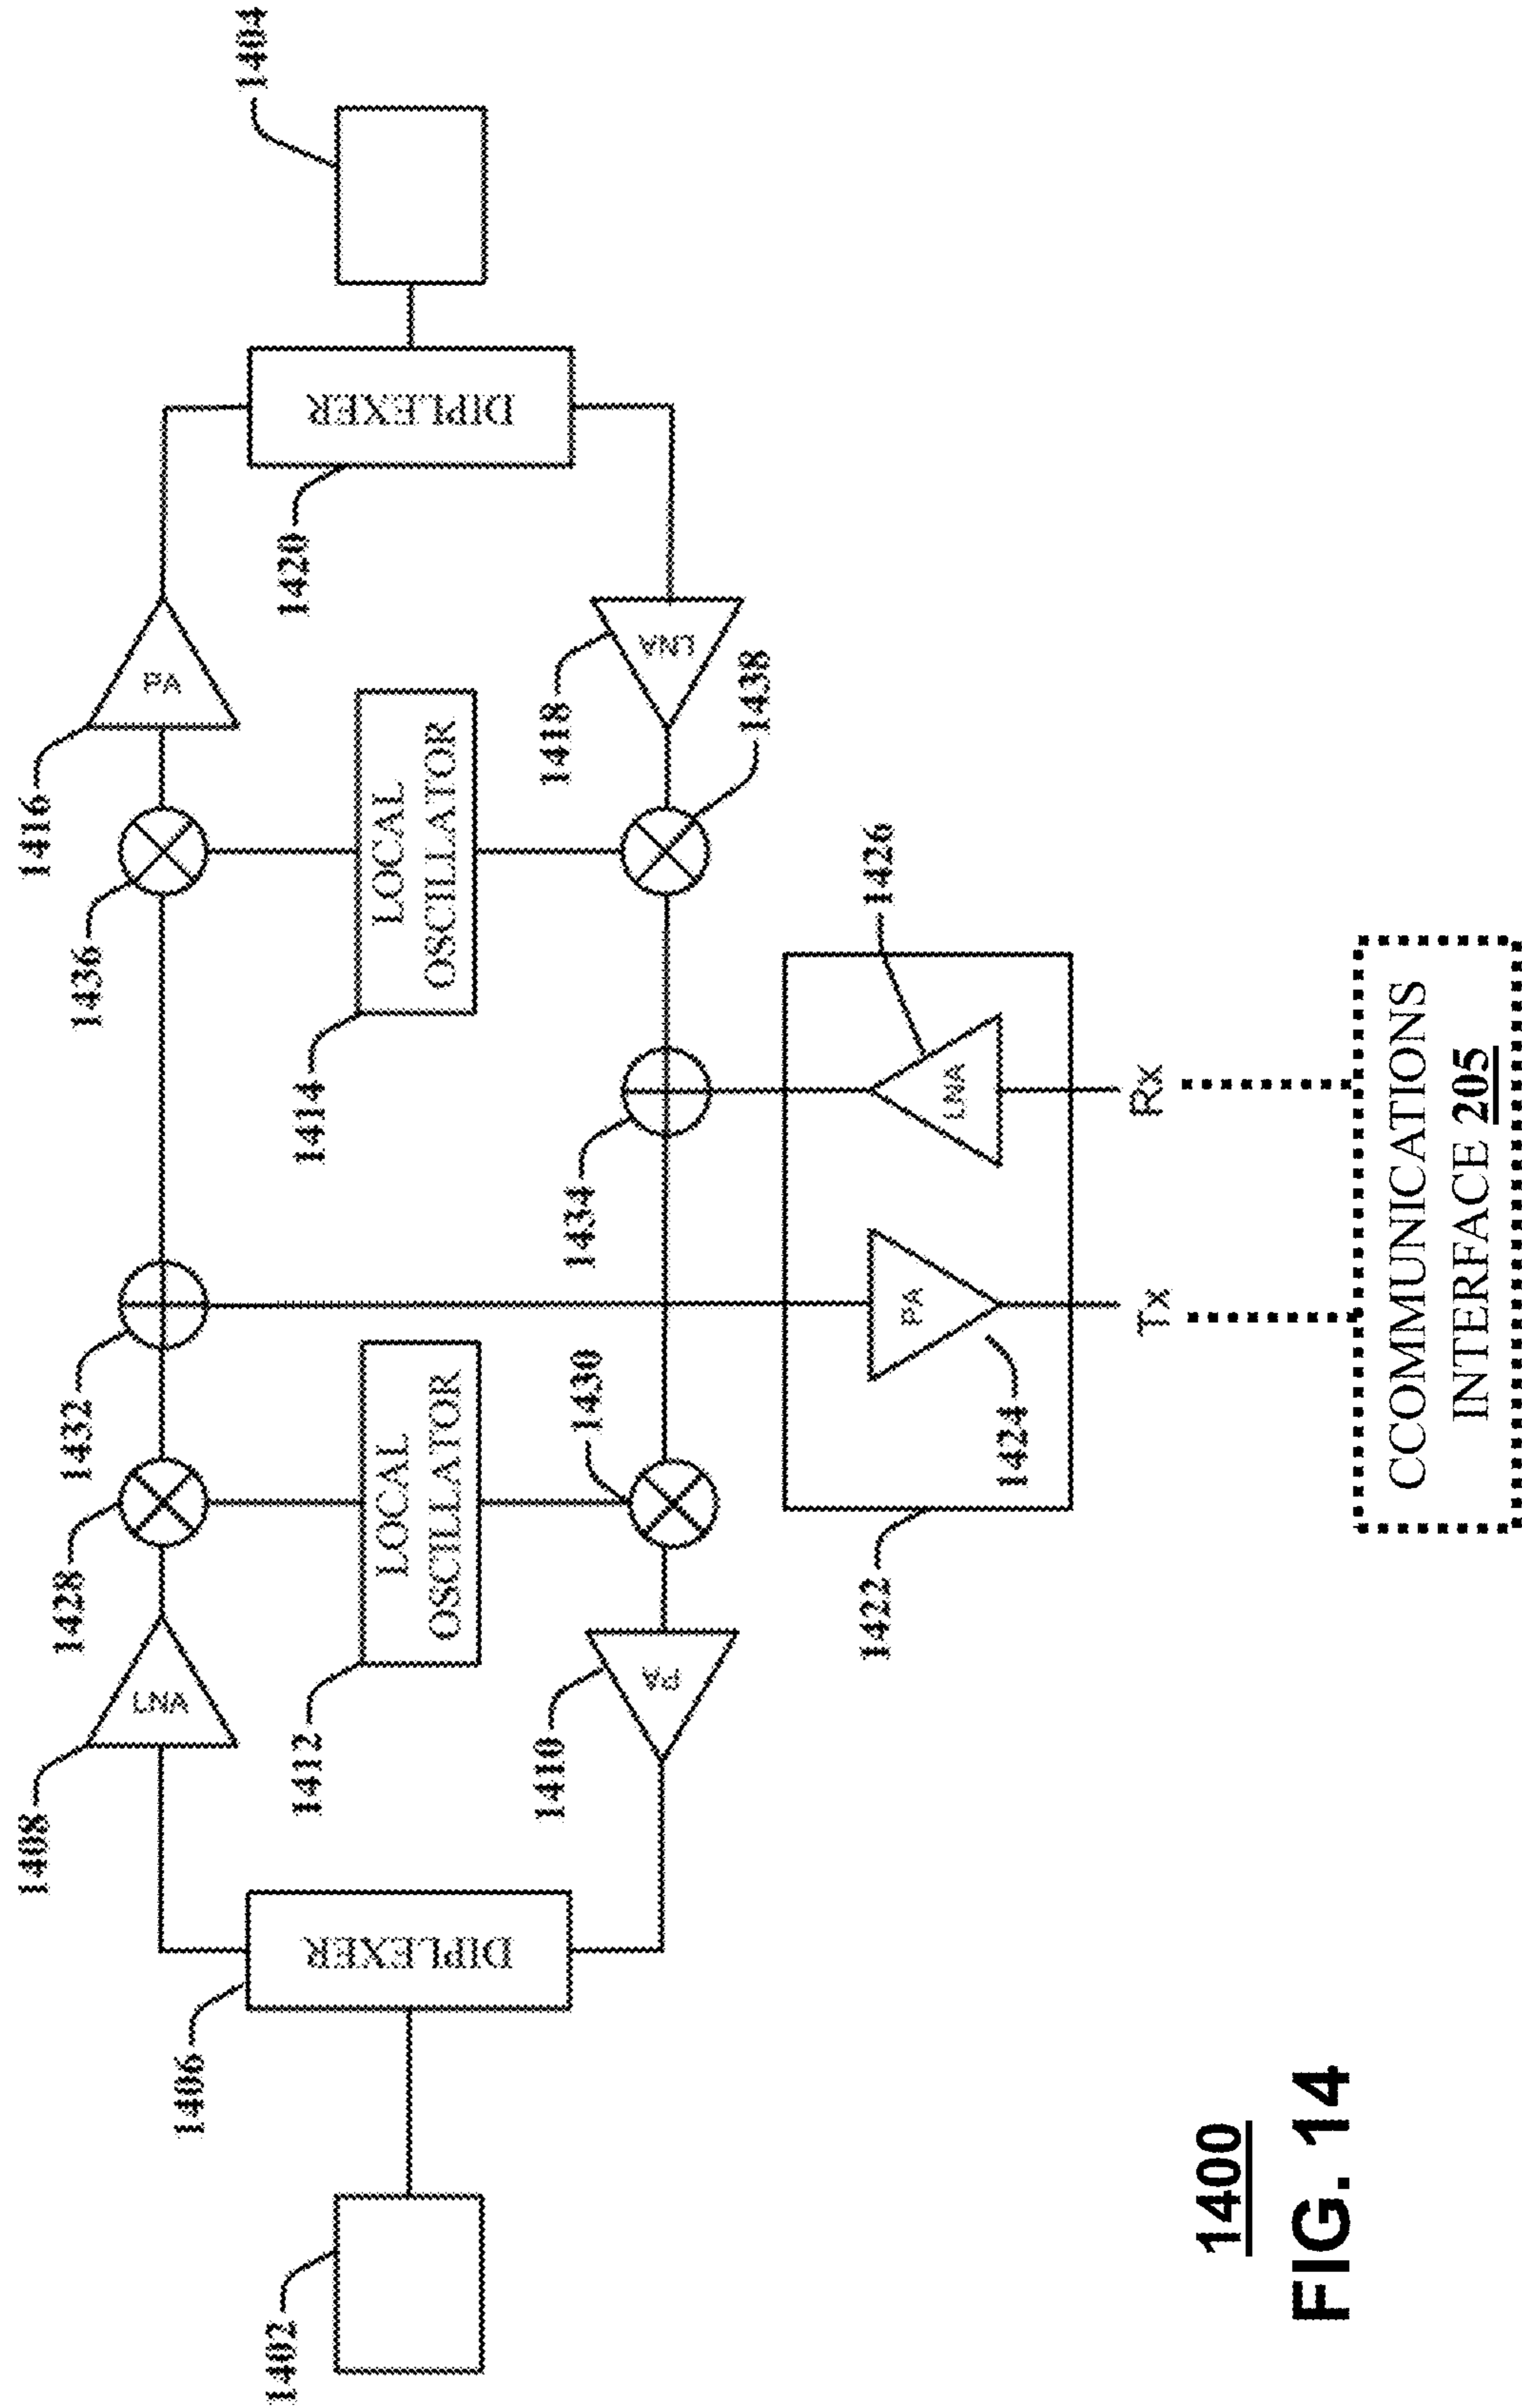 1402
1406
DIPLEXER
1408
LNA
1428
1432
1412
LOCAL
OSCILLATOR
1410
PA
1430
1436
1416
PA
1414
LOCAL
OSCILLATOR
1434
1418
LNA
1438
1420
DIPLEXER
1404
1422
1424
PA
1426
LNA
Tx
Rx
CCOMMUNICATIONS
INTERFACE 205
1400
FIG. 14